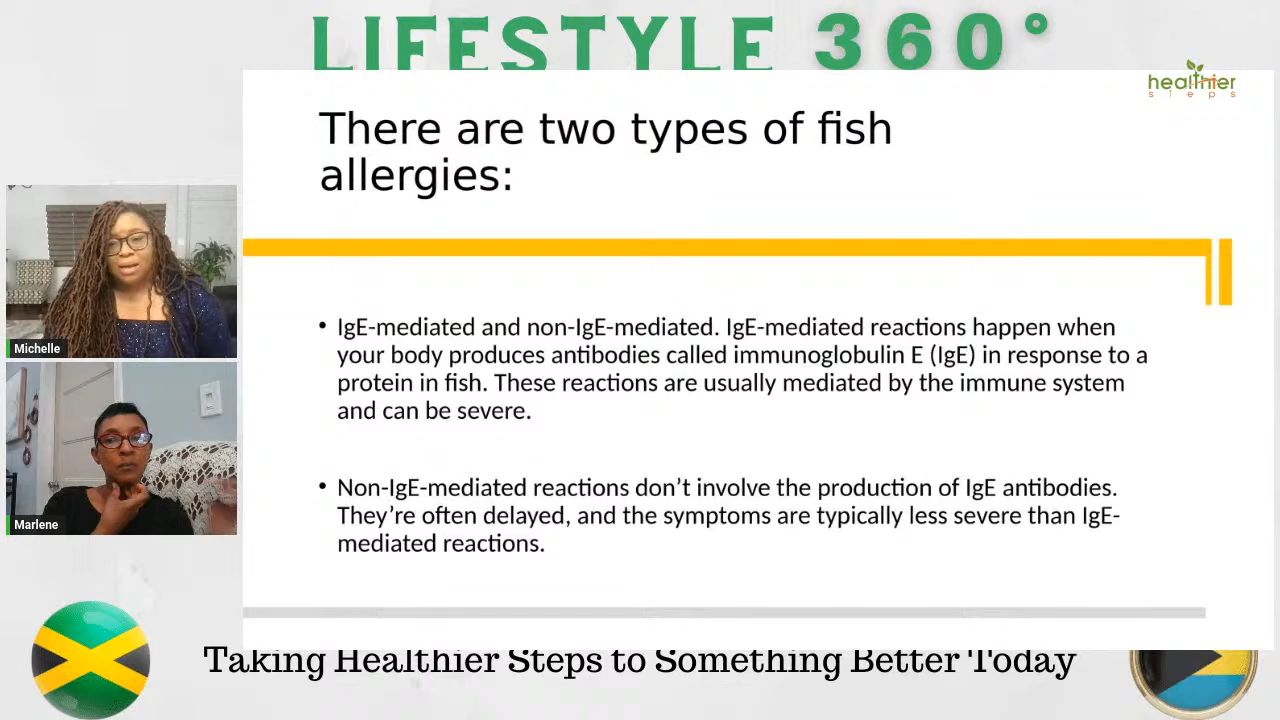 LIFESTYLE 360°
healthier
steps
There are two types of fish
allergies:
• IgE-mediated and non-IgE-mediated. IgE-mediated reactions happen when
your body produces antibodies called immunoglobulin E (IgE) in response to a
protein in fish. These reactions are usually mediated by the immune system
and can be severe.
• Non-IgE-mediated reactions don’t involve the production of IgE antibodies.
They’re often delayed, and the symptoms are typically less severe than IgE-
mediated reactions.
Michelle
Marlene
Taking Healthier Steps to Something Better Today